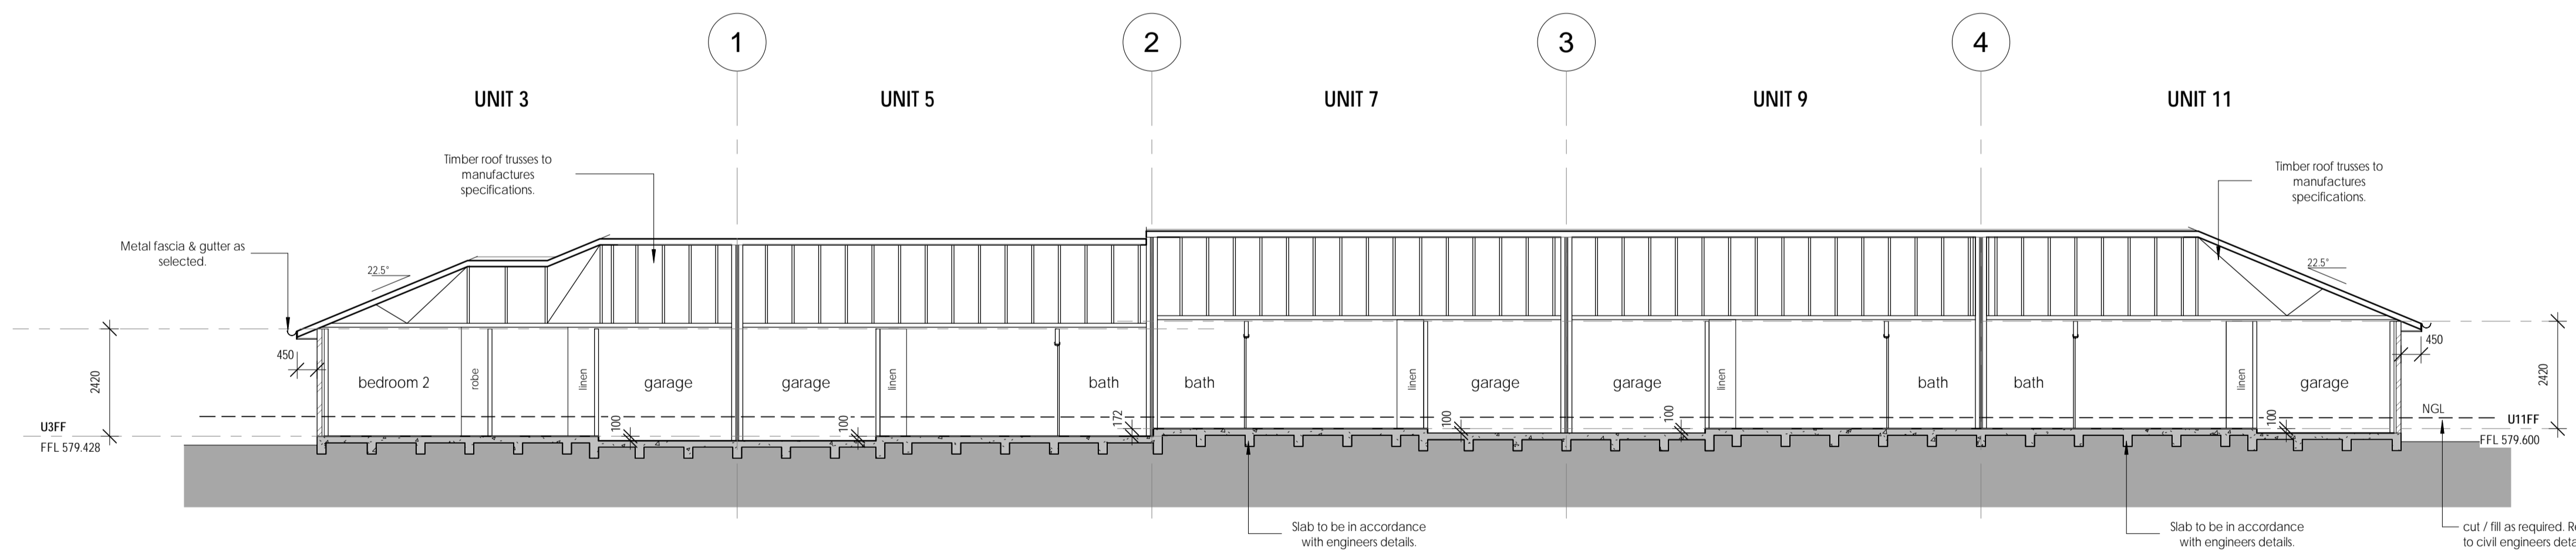 1
2
3
4
UNIT 3
UNIT 5
UNIT 7
UNIT 9
UNIT 11
Timber roof trusses to
manufactures
specifications.
Timber roof trusses to
manufactures
specifications.
Metal fascia & gutter as
selected.
22.5°
22.5°
450
450
2420
2420
bedroom 2
robe
linen
garage
garage
linen
bath
bath
linen
garage
garage
linen
bath
bath
linen
garage
100
100
172
100
100
100
NGL
U3FF
FFL 579.428
U11FF
FFL 579.600
Slab to be in accordance
with engineers details.
Slab to be in accordance
with engineers details.
cut / fill as required.
to civil engineers